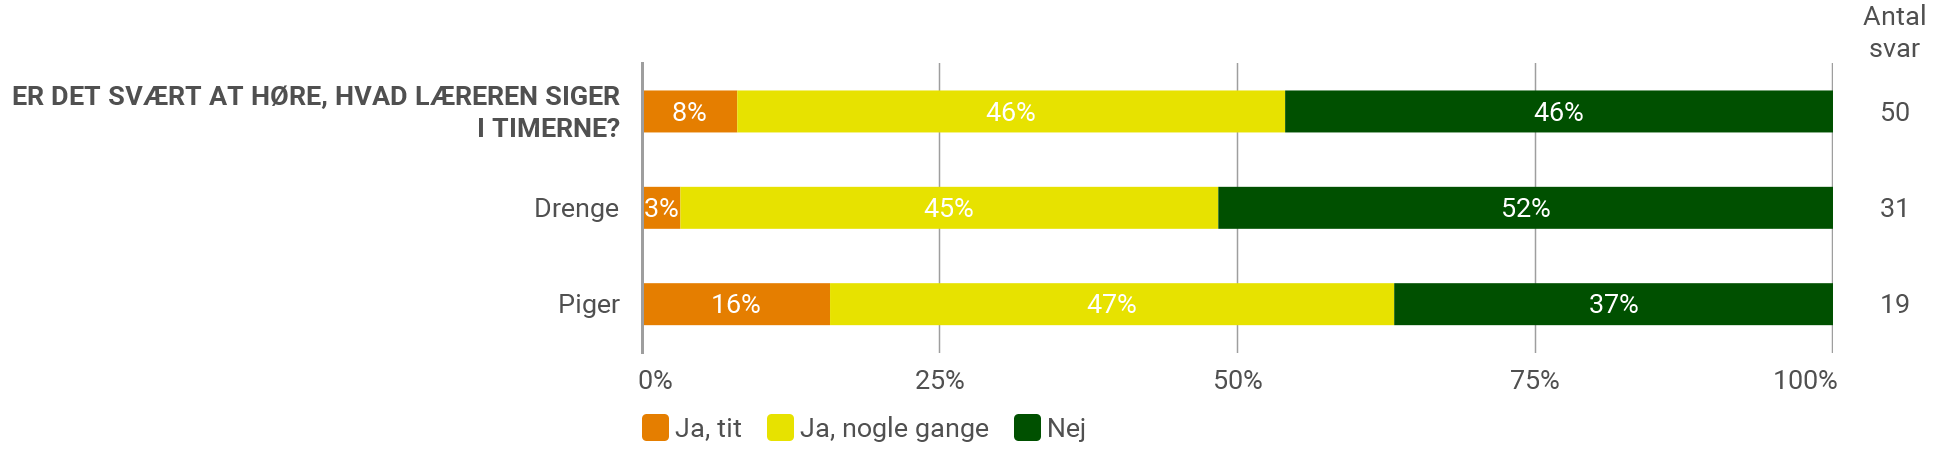 Antal
svar
ER DET SVÆRT AT HØRE, HVAD LÆREREN SIGER
I TIMERNE?
8% 46% 46% 50
Drenge 3% 45% 52% 31
Piger 16% 47% 37% 19
0% 25% 50% 75% 100%
Ja, tit Ja, nogle gange Nej